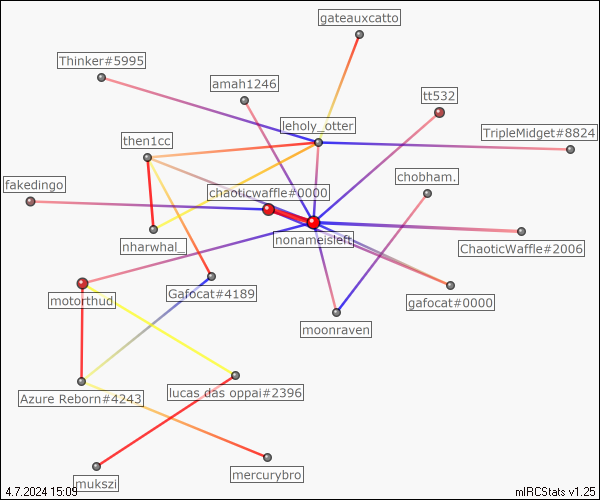 gateauxcatto
Thinker#5995
amah1246
tt532
leholy_otter
TripleMidget#8824
then1cc
chobham.
fakedingo
chaoticwaffle#0000
nonameisleft
nharwhal_
ChaoticWaffle#2006
Gafocat#4189
motorthud
gafocat#0000
moonraven
Azure Reborn#4243
lucas das oppai#2396
mercurybro
mukszi
4.7.2024 15:09
mIRCStats v1.25